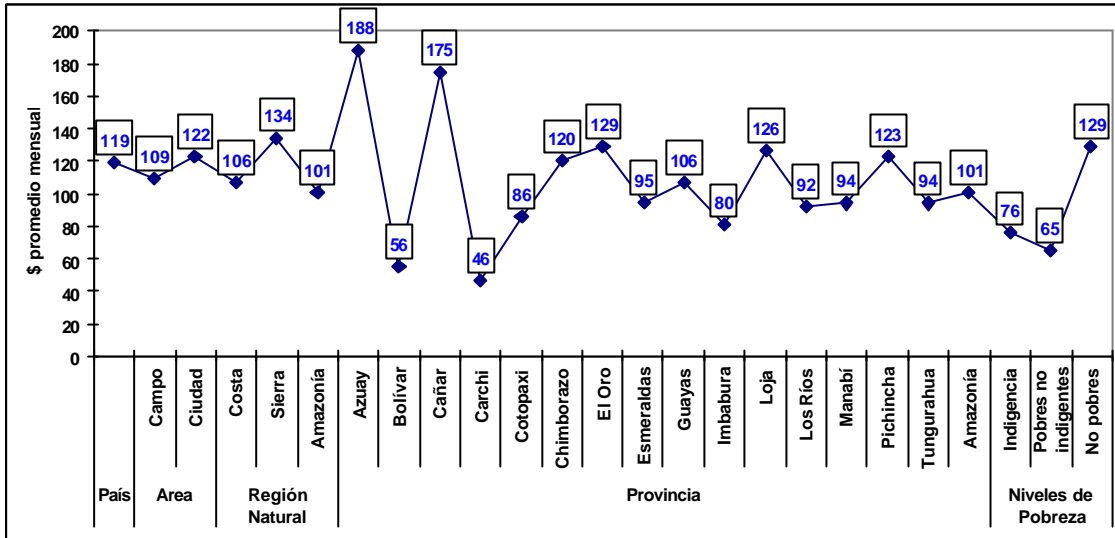 $ promedio mensual
200
180
160
140
120
100
80
60
40
20
0
119
109
122
106
134
101
188
56
175
46
86
120
129
95
106
80
126
92
94
123
94
101
76
65
129
Campo
Ciudad
Costa
Sierra
Amazonía
Azuay
Bolívar
Cañar
Carchi
Cotopaxi
Chimborazo
El Oro
Esmeraldas
Guayas
Imbabura
Loja
Los Ríos
Manabí
Pichincha
Tungurahua
Amazonía
Indigencia
Pobres no
indigentes
No pobres
País
Area
Región
Natural
Provincia
Niveles de
Pobreza